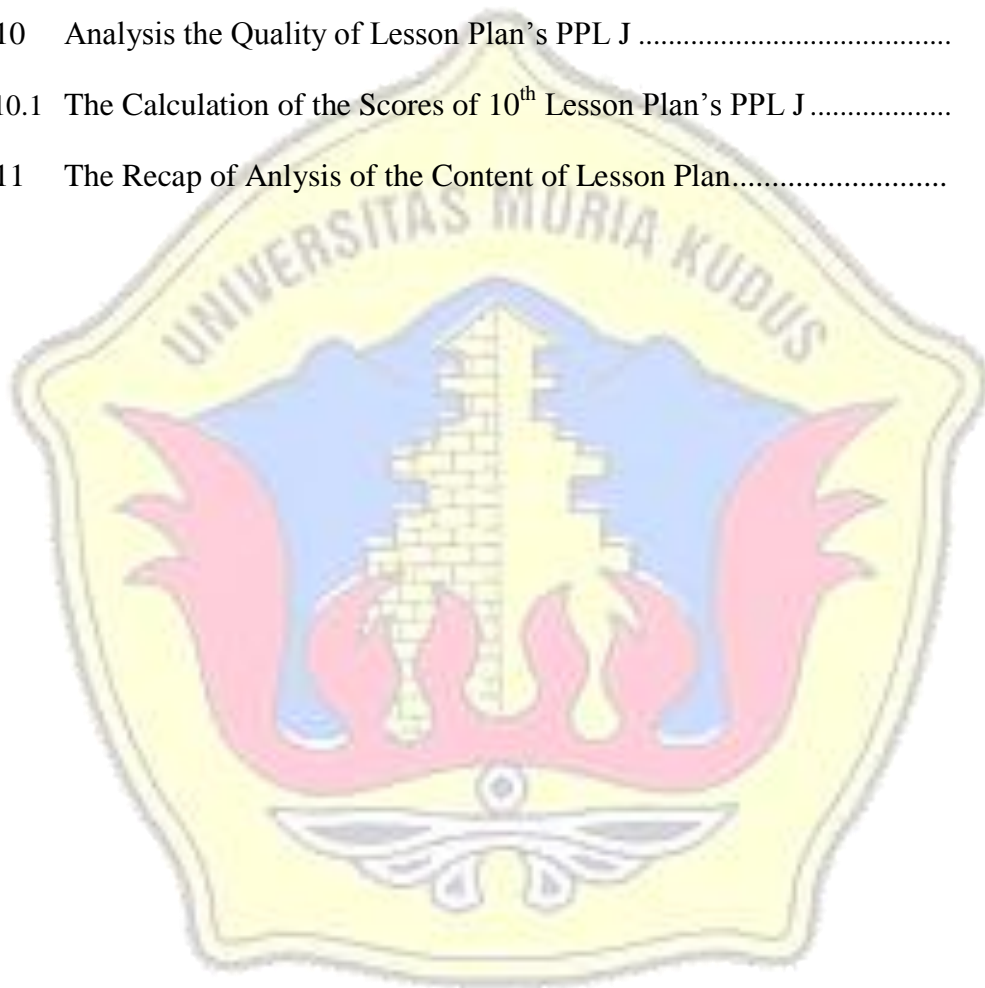 10 Analysis the Quality of Lesson Plan’s PPL J ..........................................
10.1 The Calculation of the Scores of 10th Lesson Plan’s PPL J ...................
11 The Recap of Anlysis of the Content of Lesson Plan..........................
UNIVERSITAS MURIA KUDUS